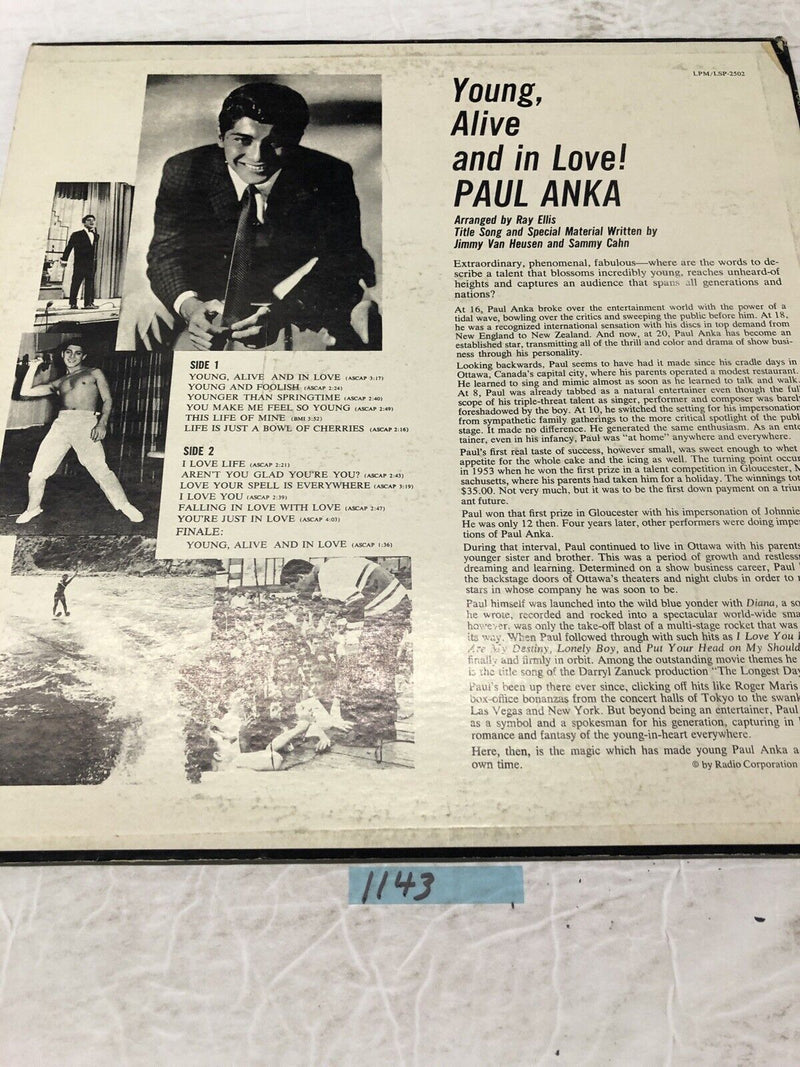 LPM/LSP-2502
Young,
Alive
and in Love!
PAUL ANKA
Arranged by Ray Ellis
Title Song and Special Material Written by
Jimmy Van Heusen and Sammy Cahn
Extraordinary, phenomenal, fabulous—where are the words to de-
scribe a talent that blossoms incredibly young, reaches unheard-of
heights and captures an audience that spans all generations and
nations?
At 16, Paul Anka broke over the entertainment world with the power of a
tidal wave, bowling over the critics and sweeping the public before him. At 18,
he was a recognized international sensation with his discs in top demand from
New England to New Zealand. And now, at 20, Paul Anka has become an
established star, transmitting all of the thrill and color and drama of show busi-
ness through his personality.
Looking backwards, Paul seems to have had it made since his cradle days in
Ottawa, Canada's capital city, where his parents operated a modest restaurant.
He learned to sing and mimic almost as soon as he learned to talk and walk.
At 8, Paul was already tabbed as a natural entertainer even though the ful
scope of his triple-threat talent as singer, performer and composer was barel
foreshadowed by the boy. At 10, he switched the setting for his impersonation
from sympathetic family gatherings to the more critical spotlight of the publ
stage. It made no difference. He generated the same enthusiasm. As an ente
tainer, even in his infancy, Paul was "at home" anywhere and everywhere.
Paul's first real taste of success, however small, was sweet enough to whet
appetite for the whole cake and the icing as well. The turning point occur
in 1953 when he won the first prize in a talent competition in Gloucester, M
sachusetts, where his parents had taken him for a holiday. The winnings tot
$35.00. Not very much, but it was to be the first down payment on a triu
ant future.
Paul won that first prize in Gloucester with his impersonation of Johnnie
He was only 12 then. Four years later, other performers were doing impe
tions of Paul Anka.
During that interval, Paul continued to live in Ottawa with his parents
younger sister and brother. This was a period of growth and restless
dreaming and learning. Determined on a show business career, Paul
the backstage doors of Ottawa's theaters and night clubs in order to
stars in whose company he was soon to be.
Paul himself was launched into the wild blue yonder with Diana, a so
he wrote, recorded and rocked into a spectacular world-wide sma
however, was only the take-off blast of a multi-stage rocket that was
its way. When Paul followed through with such hits as I Love You
Are My Destiny, Lonely Boy, and Put Your Head on My Should
finally and firmly in orbit. Among the outstanding movie themes he
is the title song of the Darryl Zanuck production "The Longest Day
Paul's been up there ever since, clicking off hits like Roger Maris
box-office bonanzas from the concert halls of Tokyo to the swank
Las Vegas and New York. But beyond being an entertainer, Paul
as a symbol and a spokesman for his generation, capturing in
romance and fantasy of the young-in-heart everywhere.
Here, then, is the magic which has made young Paul Anka a
own time.
© by Radio Corporation
SIDE 1
YOUNG, ALIVE AND IN LOVE (ASCAP 3:17)
YOUNG AND FOOLISH (ASCAP 2:24)
YOUNGER THAN SPRINGTIME (ASCAP 2:40)
YOU MAKE ME FEEL SO YOUNG (ASCAP 2:49)
THIS LIFE OF MINE (BMI 3:32)
LIFE IS JUST A BOWL OF CHERRIES (ASCAP 2:16)
SIDE 2
I LOVE LIFE (ASCAP 2:21)
AREN'T YOU GLAD YOU'RE YOU? (ASCAP 2:43)
LOVE YOUR SPELL IS EVERYWHERE (ASCAP 3:19)
I LOVE YOU (ASCAP 2:39)
FALLING IN LOVE WITH LOVE (ASCAP 2:47)
YOU'RE JUST IN LOVE (ASCAP 4:03)
FINALE:
YOUNG, ALIVE AND IN LOVE (ASCAP 1:36)
1143